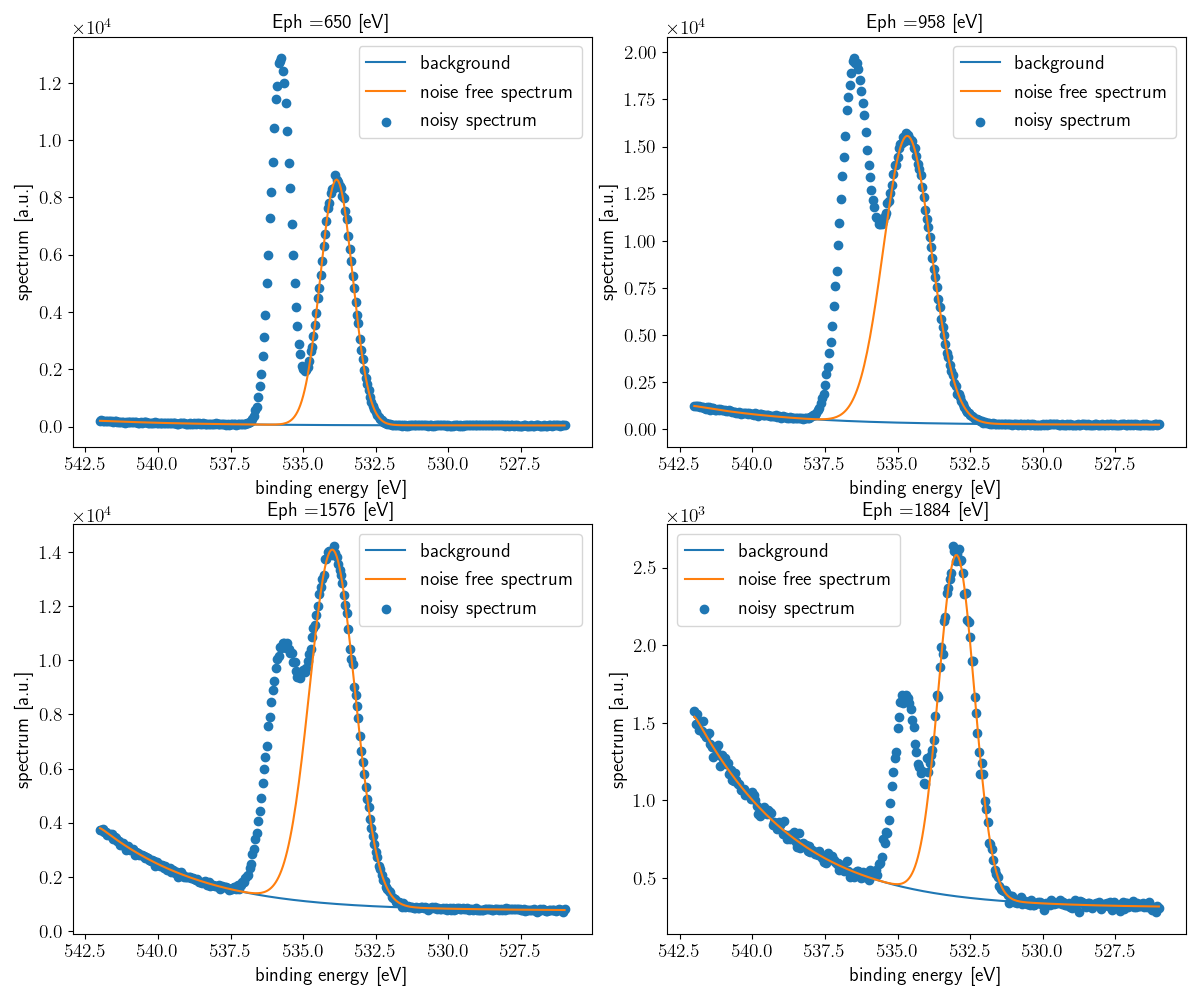 Eph =650 [eV]
×10⁴
background
noise free spectrum
noisy spectrum
1.2
1.0
0.8
0.6
0.4
0.2
0.0
spectrum [a.u.]
542.5 540.0 537.5 535.0 532.5 530.0 527.5
binding energy [eV]
Eph =958 [eV]
×10⁴
background
noise free spectrum
noisy spectrum
2.00
1.75
1.50
1.25
1.00
0.75
0.50
0.25
0.00
spectrum [a.u.]
542.5 540.0 537.5 535.0 532.5 530.0 527.5
binding energy [eV]
Eph =1576 [eV]
×10⁴
background
noise free spectrum
noisy spectrum
1.4
1.2
1.0
0.8
0.6
0.4
0.2
0.0
spectrum [a.u.]
542.5 540.0 537.5 535.0 532.5 530.0 527.5
binding energy [eV]
Eph =1884 [eV]
×10³
background
noise free spectrum
noisy spectrum
2.5
2.0
1.5
1.0
0.5
spectrum [a.u.]
542.5 540.0 537.5 535.0 532.5 530.0 527.5
binding energy [eV]